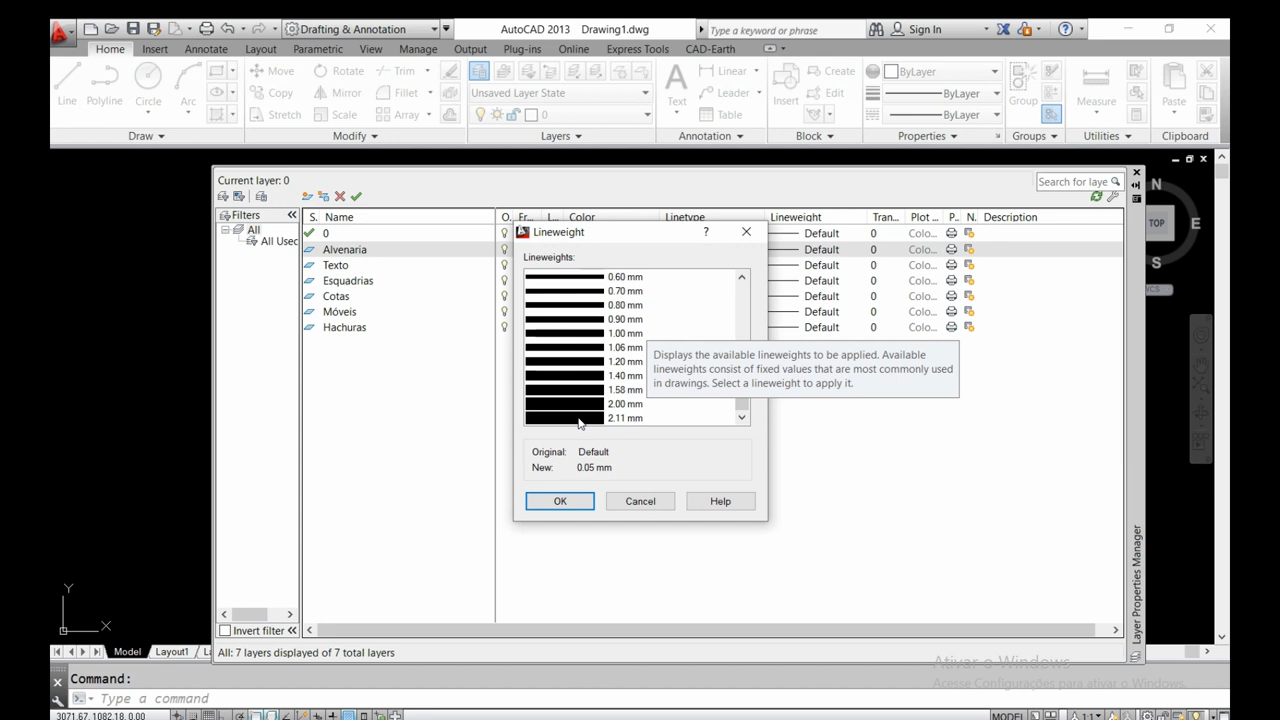 Drafting & Annotation AutoCAD 2013 Drawing1.dwg Type a keyword or phrase Sign In
Home Insert Annotate Layout Parametric View Manage Output Plug-ins Online Express Tools CAD-Earth
Line Polyline Circle Arc
Move Rotate Trim
Copy Mirror Fillet
Stretch Scale Array
Unsaved Layer State
0
Text Linear
Leader
Table
Insert Create
Edit
ByLayer
ByLayer
ByLayer
Group Measure Paste
Draw Modify Layers Annotation Block Properties Groups Utilities Clipboard
Current layer: 0
Search for laye
Filters
All
All Usec
S. Name O. Fr... L... Color Linetype Lineweight Tran... Plot ... P.. N. Description
0 Default 0 Colo...
Alvenaria Default 0 Colo...
Texto Default 0 Colo...
Esquadrias Default 0 Colo...
Cotas Default 0 Colo...
Móveis Default 0 Colo...
Hachuras Default 0 Colo...
Lineweight
Lineweights:
0.60 mm
0.70 mm
0.80 mm
0.90 mm
1.00 mm
1.06 mm
1.20 mm
1.40 mm
1.58 mm
2.00 mm
2.11 mm
Displays the available lineweights to be applied. Available
lineweights consist of fixed values that are most commonly used
in drawings. Select a lineweight to apply it.
Original: Default
New: 0.05 mm
OK Cancel Help
N
TOP E
S
Y
X
Invert filter
All: 7 layers displayed of 7 total layers
Layer Properties Manager
Model Layout1
Ativar o Windows
Acesse Configurações para ativar o Windows.
Command:
Type a command
3071.67, 1082.18, 0.00 MODEL 1:1